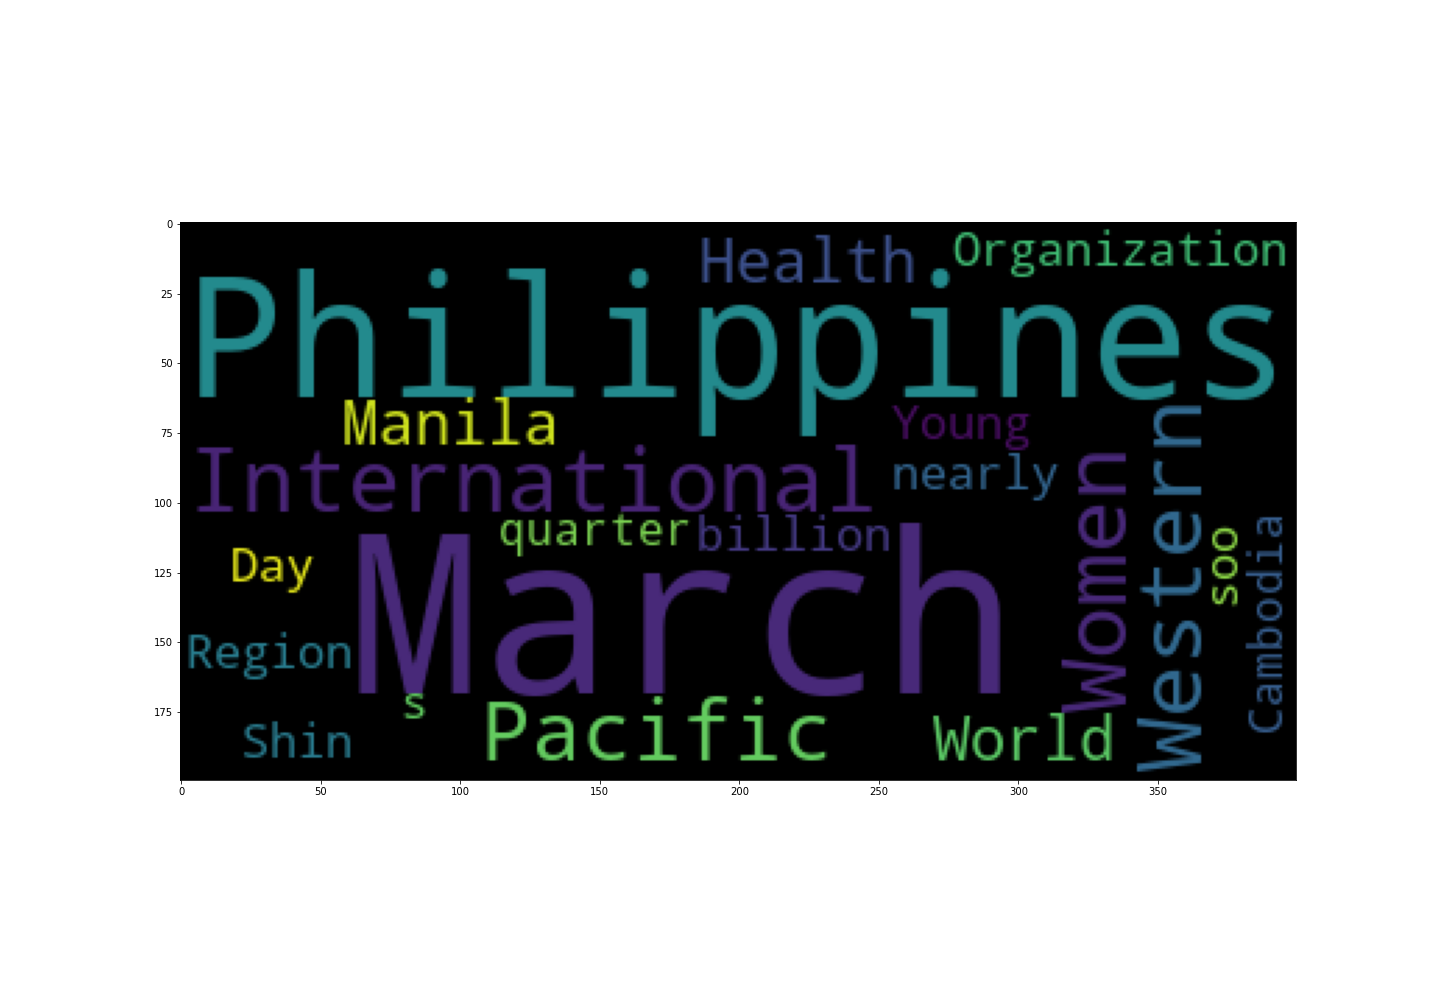 0
25
50
75
100
125
150
175
Health
Organization
Philippines
Manila
Young
International
nearly
Women
Western
quarter
billion
Day
March
soo
Cambodia
Region
s
Pacific
World
Shin
0
50
100
150
200
250
300
350